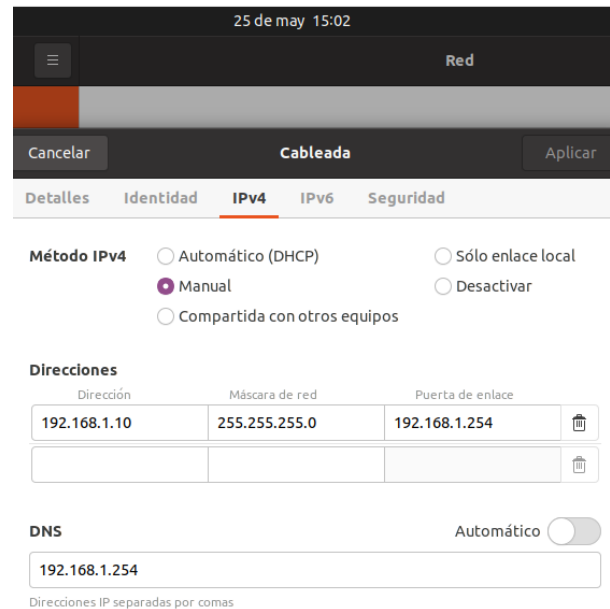 25 de may 15:02
Red
Cancelar Cableada Aplicar
Detalles Identidad IPv4 IPv6 Seguridad
Método IPv4 Automático (DHCP) Sólo enlace local
Manual Desactivar
Compartida con otros equipos
Direcciones
Dirección Máscara de red Puerta de enlace
192.168.1.10 255.255.255.0 192.168.1.254
DNS Automático
192.168.1.254
Direcciones IP separadas por comas